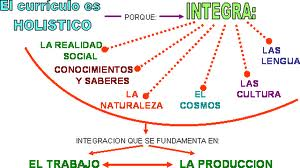 El currículo es
HOLISTICO
PORQUE:
INTEGRA:
LA REALIDAD
SOCIAL
CONOCIMIENTOS
Y SABERES
LA
NATURALEZA
EL
COSMOS
LAS
CULTURA
LAS
LENGUA
INTEGRACION QUE SE FUNDAMENTA EN:
EL TRABAJO
LA PRODUCCION